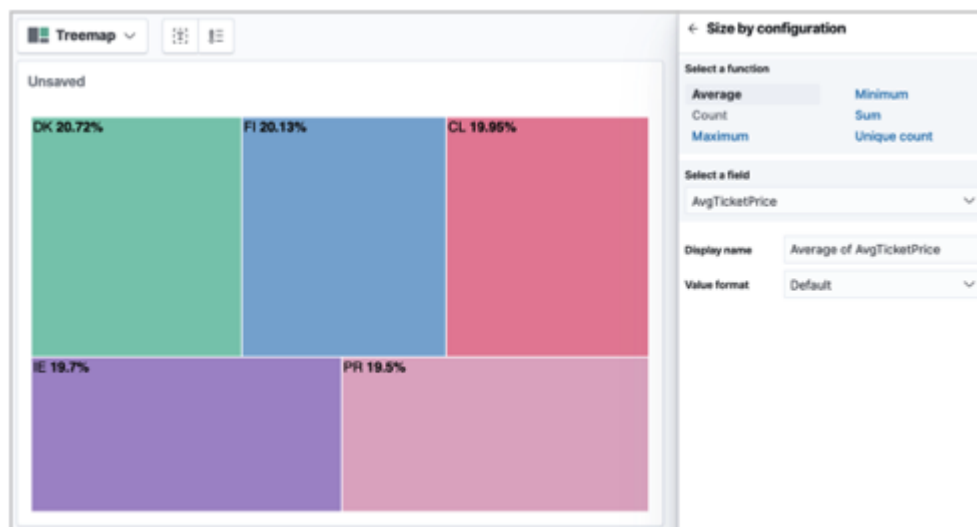 Treemap
Unsaved
DK 20.72%
FI 20.13%
CL 19.95%
IE 19.7%
PR 19.5%
Size by configuration
Select a function
Average Minimum
Count Sum
Maximum Unique count
Select a field
AvgTicketPrice
Display name Average of AvgTicketPrice
Value format Default